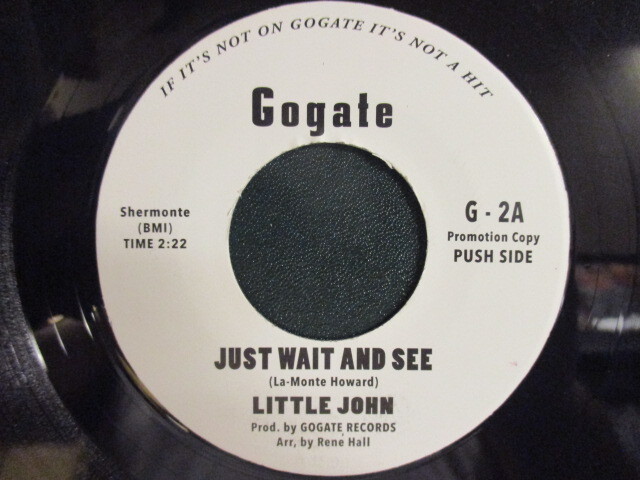 IF IT'S NOT ON GOGATE IT'S NOT A HIT
Gogate
Shermonte
(BMI)
TIME 2:22
G - 2A
Promotion Copy
PUSH SIDE
JUST WAIT AND SEE
(La-Monte Howard)
LITTLE JOHN
Prod. by GOGATE RECORDS
Arr, by Rene Hall